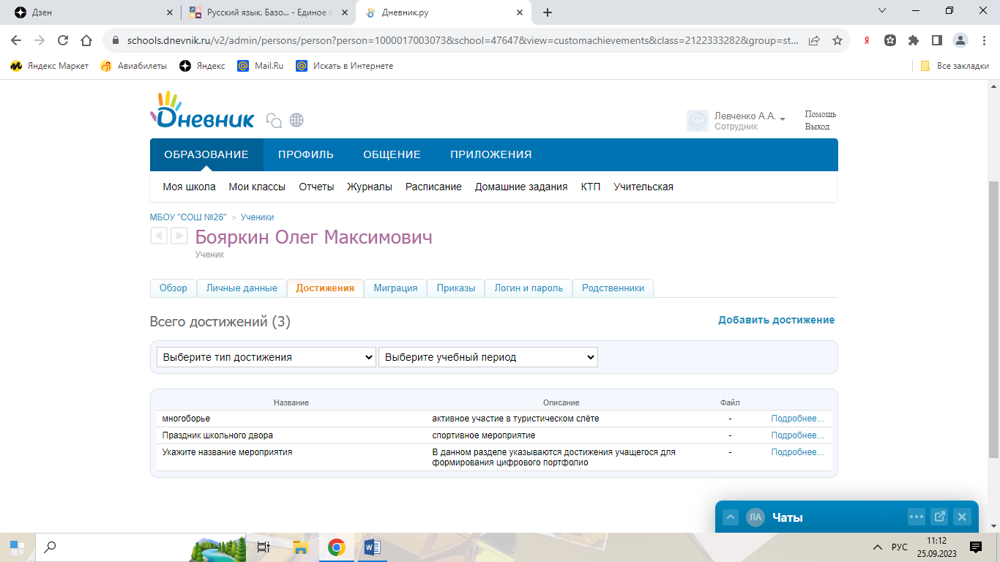 Дзен
Русский язык. Базо... - Единое с
Дневник.ру
schools.dnevnik.ru/v2/admin/persons/person?person=1000017003073&school=47647&view=customachievements&class=2122333282&group=st...
Я
Яндекс Маркет
Авиабилеты
Яндекс
Mail.Ru
Искать в Интернете
Все закладки
Дневник
Левченко А.А.
Сотрудник
Помощь
Выход
ОБРАЗОВАНИЕ ПРОФИЛЬ ОБЩЕНИЕ ПРИЛОЖЕНИЯ
Моя школа Мои классы Отчеты Журналы Расписание Домашние задания КТП Учительская
МБОУ "СОШ №26" > Ученики
Бояркин Олег Максимович
Ученик
Обзор Личные данные Достижения Миграция Приказы Логин и пароль Родственники
Всего достижений (3)
Добавить достижение
Выберите тип достижения
Выберите учебный период
Название Описание Файл
многоборье активное участие в туристическом слёте - Подробнее...
Праздник школьного двора спортивное мероприятие - Подробнее...
Укажите название мероприятия В данном разделе указываются достижения учащегося для - Подробнее...
формирования цифрового портфолио
ЛА Чаты
РУС
11:12
25.09.2023